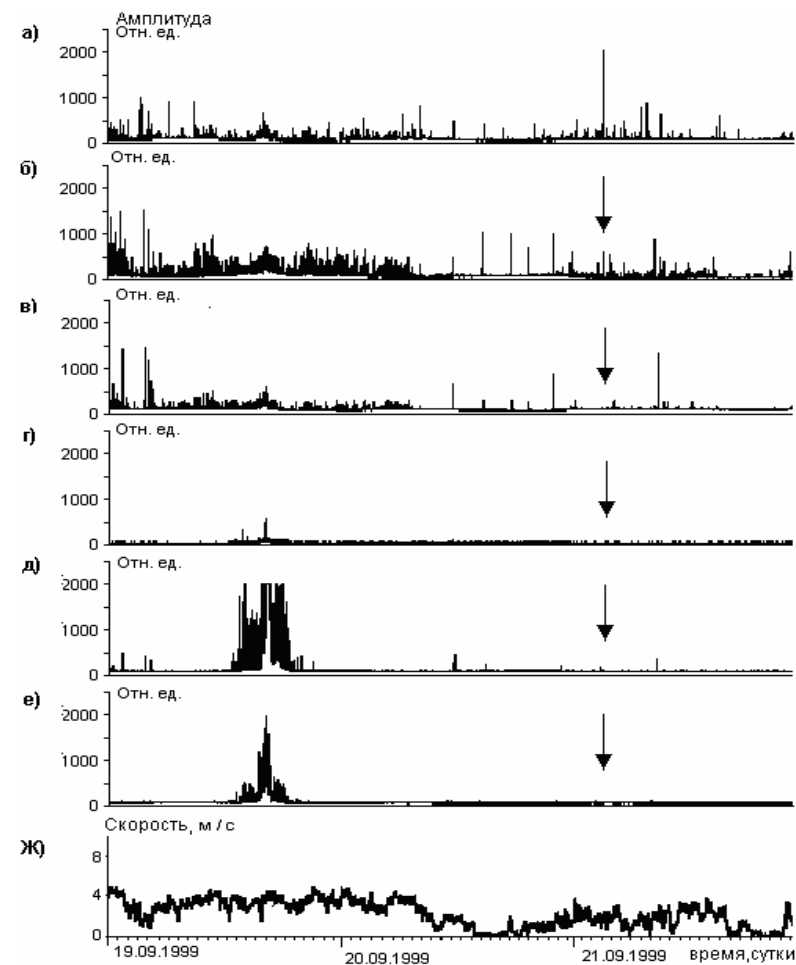 Амплитуда
а)
Отн. ед.
2000
1000
0
Отн. ед.
б)
2000
1000
0
Отн. ед.
в)
2000
1000
0
Отн. ед.
г)
2000
1000
0
Отн. ед.
д)
2000
1000
0
Отн. ед.
е)
2000
1000
0
Скорость, м / с
Ж)
8
4
0
19.09.1999 20.09.1999 21.09.1999 время,сутки